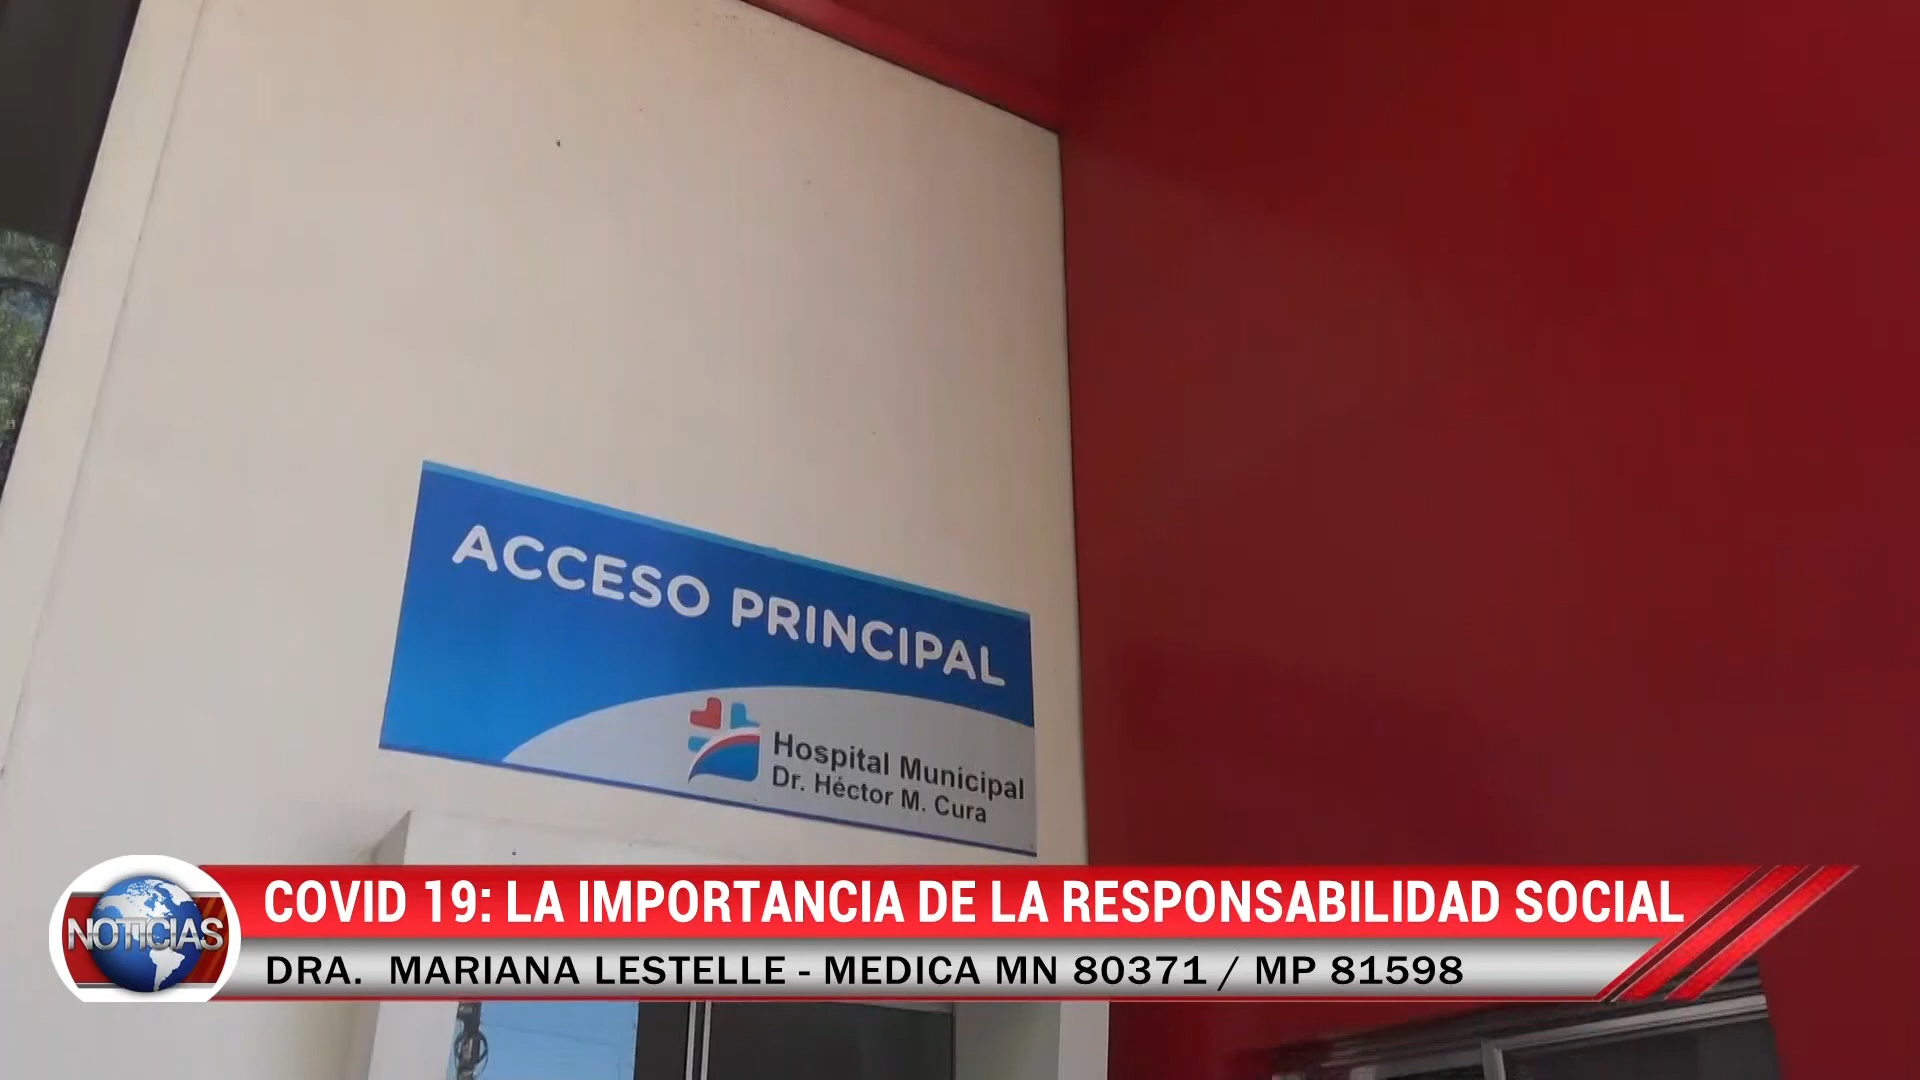 ACCESO PRINCIPAL
Hospital Municipal
Dr. Héctor M. Cura
NOTICIAS
COVID 19: LA IMPORTANCIA DE LA RESPONSABILIDAD SOCIAL
DRA. MARIANA LESTELLE - MEDICA MN 80371 / MP 81598